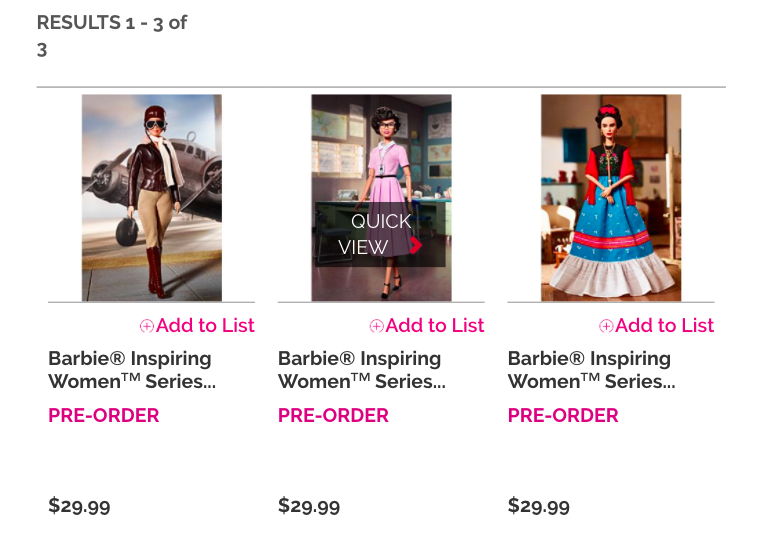 RESULTS 1 - 3 of
3
QUICK
VIEW
Add to List
Add to List
Add to List
Barbie® Inspiring
Women™ Series...
PRE-ORDER
$29.99
Barbie® Inspiring
Women™ Series...
PRE-ORDER
$29.99
Barbie® Inspiring
Women™ Series...
PRE-ORDER
$29.99